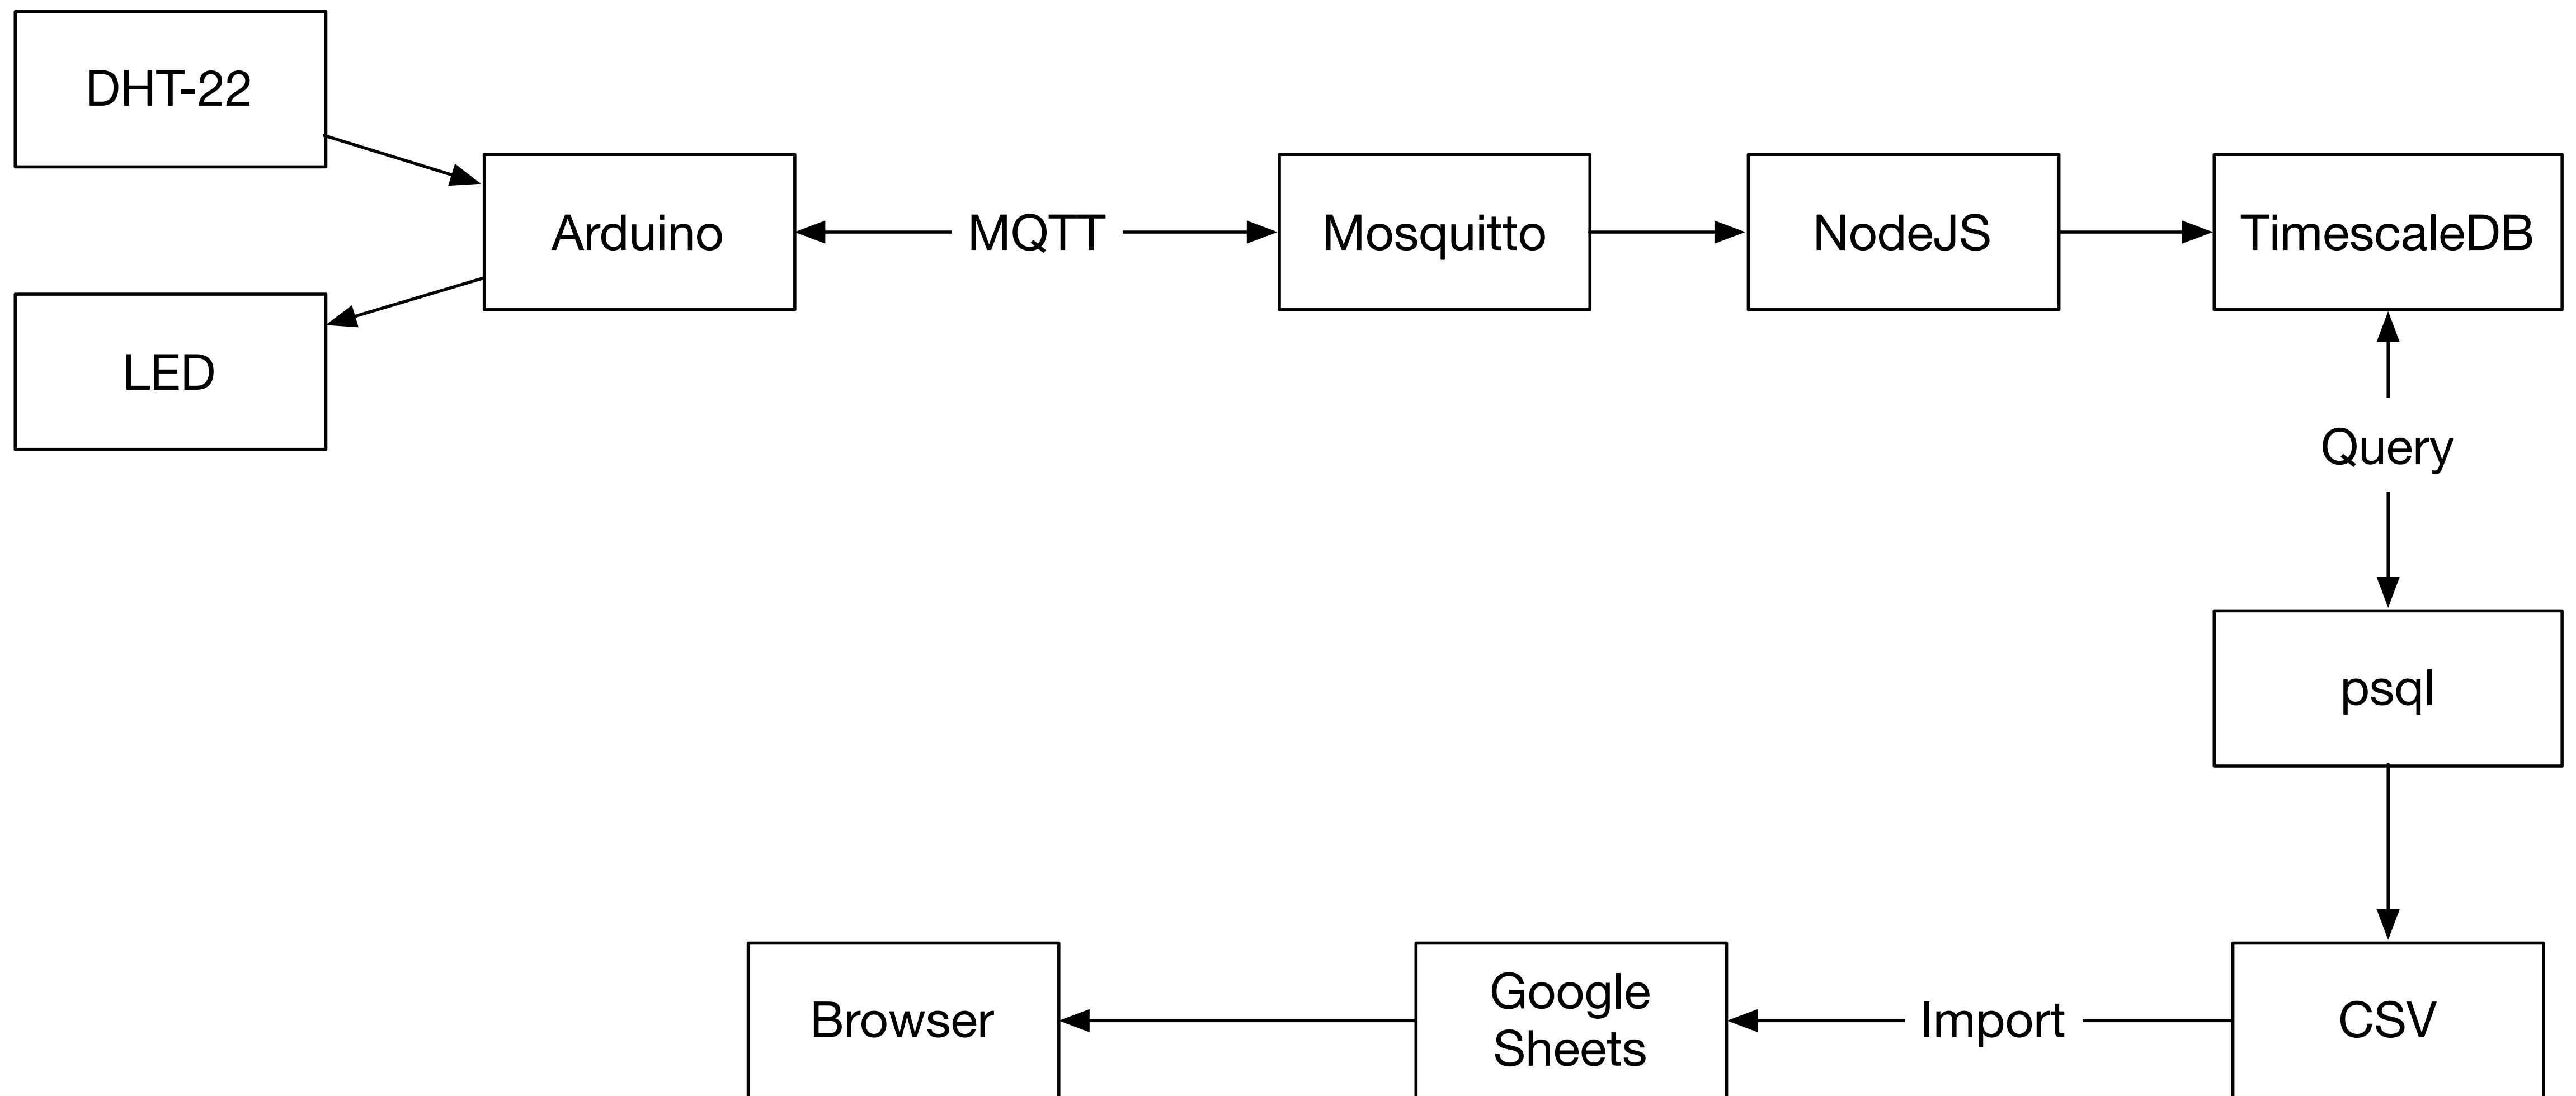 DHT-22
Arduino
MQTT
Mosquitto
NodeJS
TimescaleDB
LED
Query
psql
Browser
Google
Sheets
Import
CSV